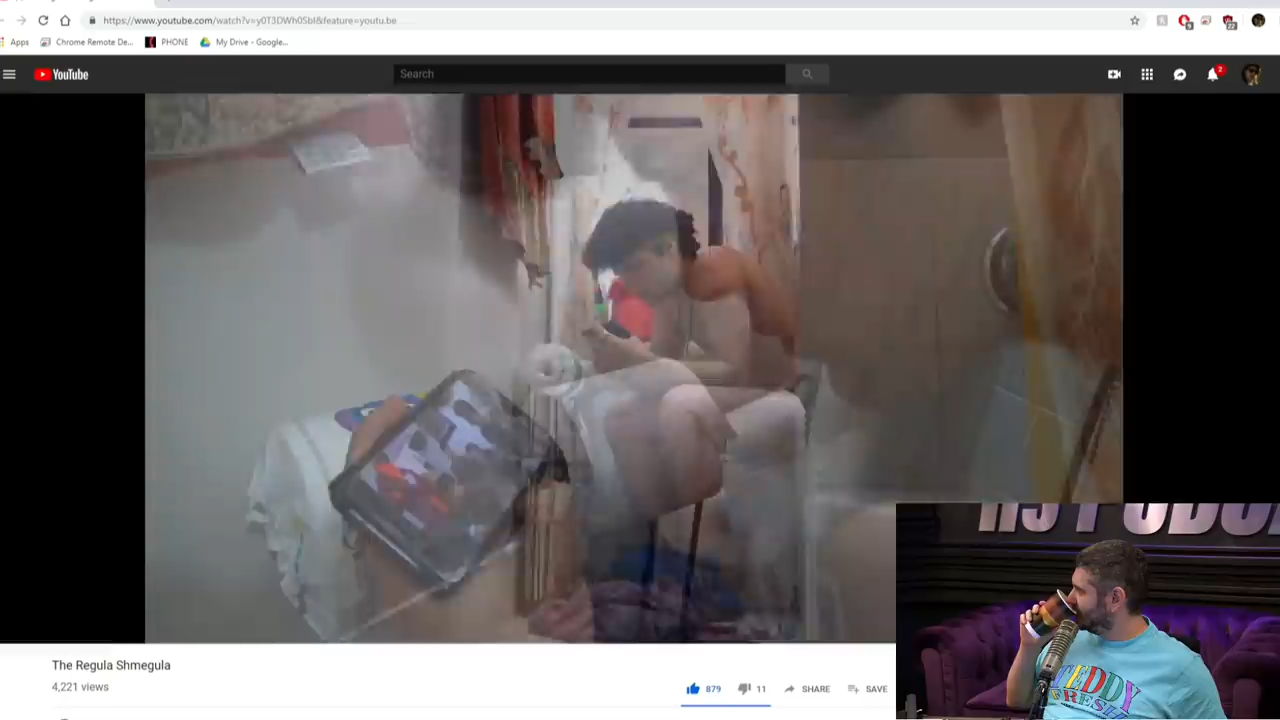 https://www.youtube.com/watch?v=y0T3DWh0SbI&feature=youtu.be
Apps
Chrome Remote De...
PHONE
My Drive - Google...
YouTube
Search
2
The Regula Shmegula
4,221 views
879
11
SHARE
SAVE
TEDDY
FRESH